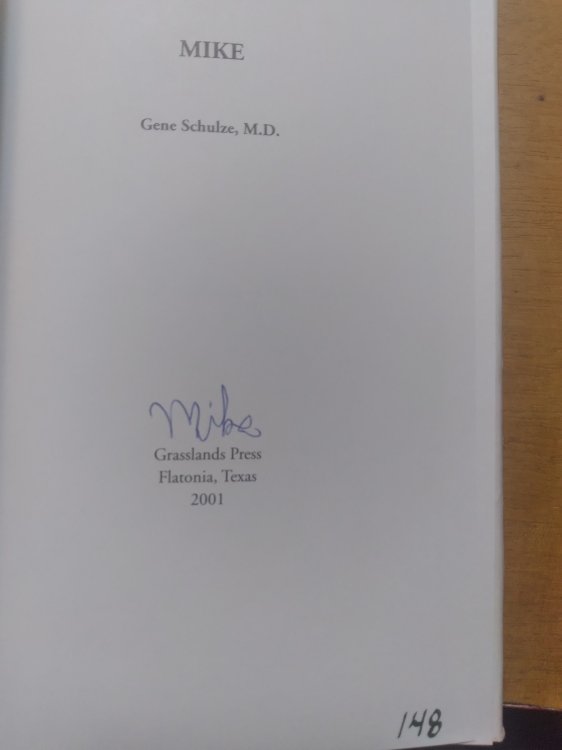 MIKE
Gene Schulze, M.D.
Mike
Grasslands Press
Flatonia, Texas
2001
148